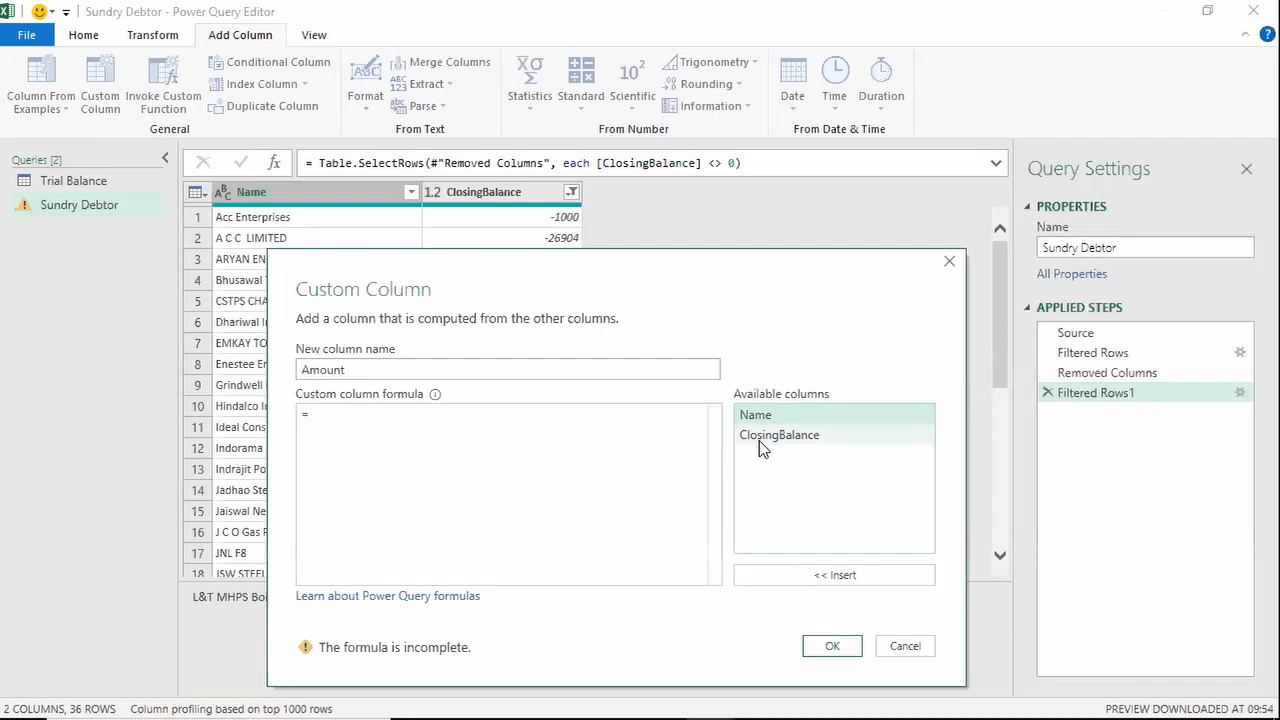 Sundry Debtor - Power Query Editor
File Home Transform Add Column View
Column From Examples
Custom Column
Invoke Custom Function
Conditional Column
Index Column
Duplicate Column
General
Format
Merge Columns
Extract
Parse
From Text
Statistics
Standard
Scientific
Trigonometry
Rounding
Information
From Number
Date
Time
Duration
From Date & Time
Queries [2]
Trial Balance
Sundry Debtor
fx
= Table.SelectRows(#"Removed Columns", each [ClosingBalance] <> 0)
ABC Name 1.2 ClosingBalance
1 Acc Enterprises -1000
2 A C C LIMITED -26904
3 ARYAN EN
4 Bhusawal
5 CSTPS CHA
6 Dhariwal I
7 EMKAY TO
8 Enestee E
9 Grindwell
10 Hindalco I
11 Ideal Cons
12 Indorama
13 Indrajit Po
14 Jadhao Ste
15 Jaiswal Ne
16 J C O Gas
17 JNL F8
18 JSW STEEL
L&T MHPS Boi
Custom Column
Add a column that is computed from the other columns.
New column name
Amount
Custom column formula
=
Available columns
Name
ClosingBalance
<< Insert
Learn about Power Query formulas
The formula is incomplete.
OK Cancel
Query Settings
PROPERTIES
Name
Sundry Debtor
All Properties
APPLIED STEPS
Source
Filtered Rows
Removed Columns
Filtered Rows1
2 COLUMNS, 36 ROWS Column profiling based on top 1000 rows
PREVIEW DOWNLOADED AT 09:54